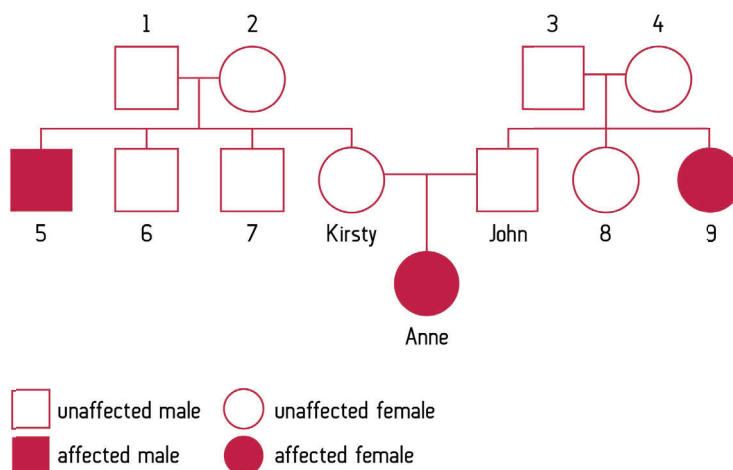 1 2 3 4
5 6 7 Kirsty John 8 9
Anne
unaffected male unaffected female
affected male affected female